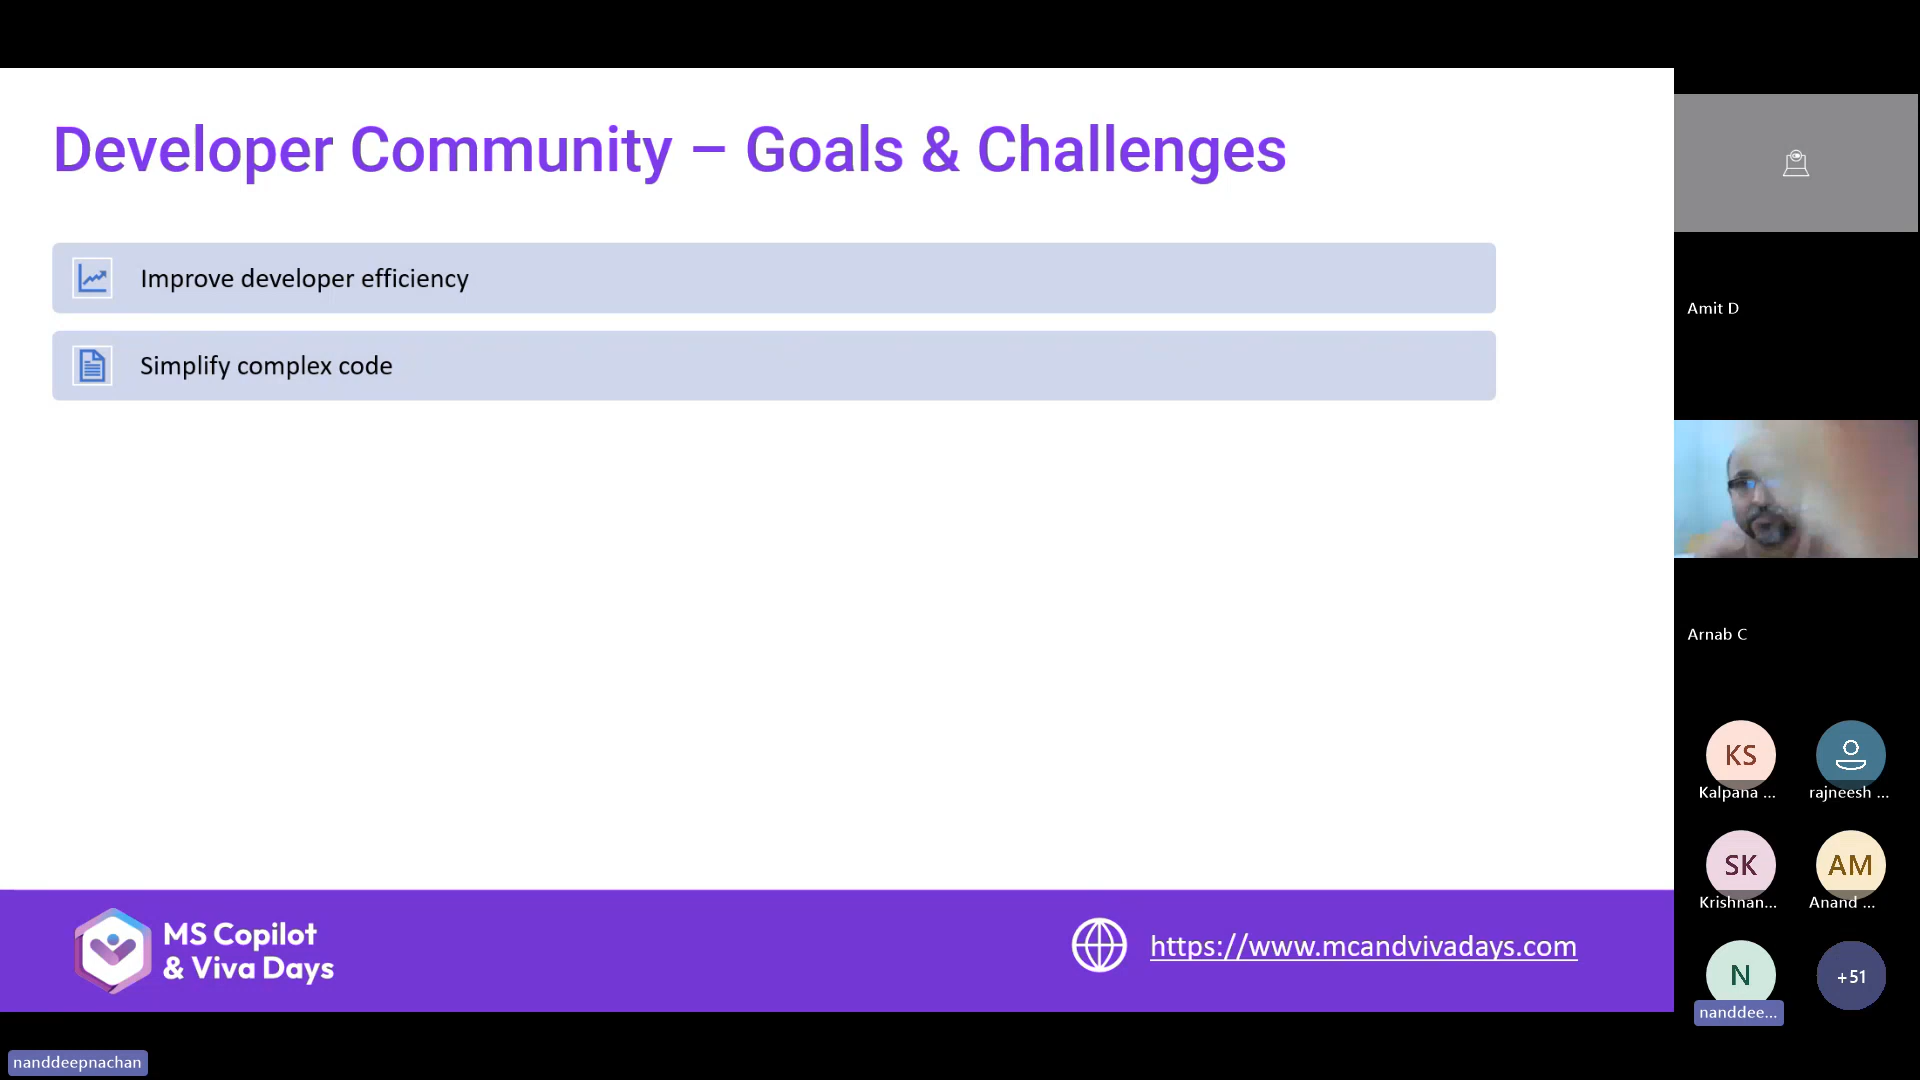 Developer Community – Goals & Challenges
Improve developer efficiency
Simplify complex code
MS Copilot
& Viva Days
https://www.mcandvivadays.com
Amit D
Arnab C
KS
Kalpana ...
rajneesh ...
SK
Krishnan...
AM
Anand ...
N
nanddee...
+51
nanddeepnachan